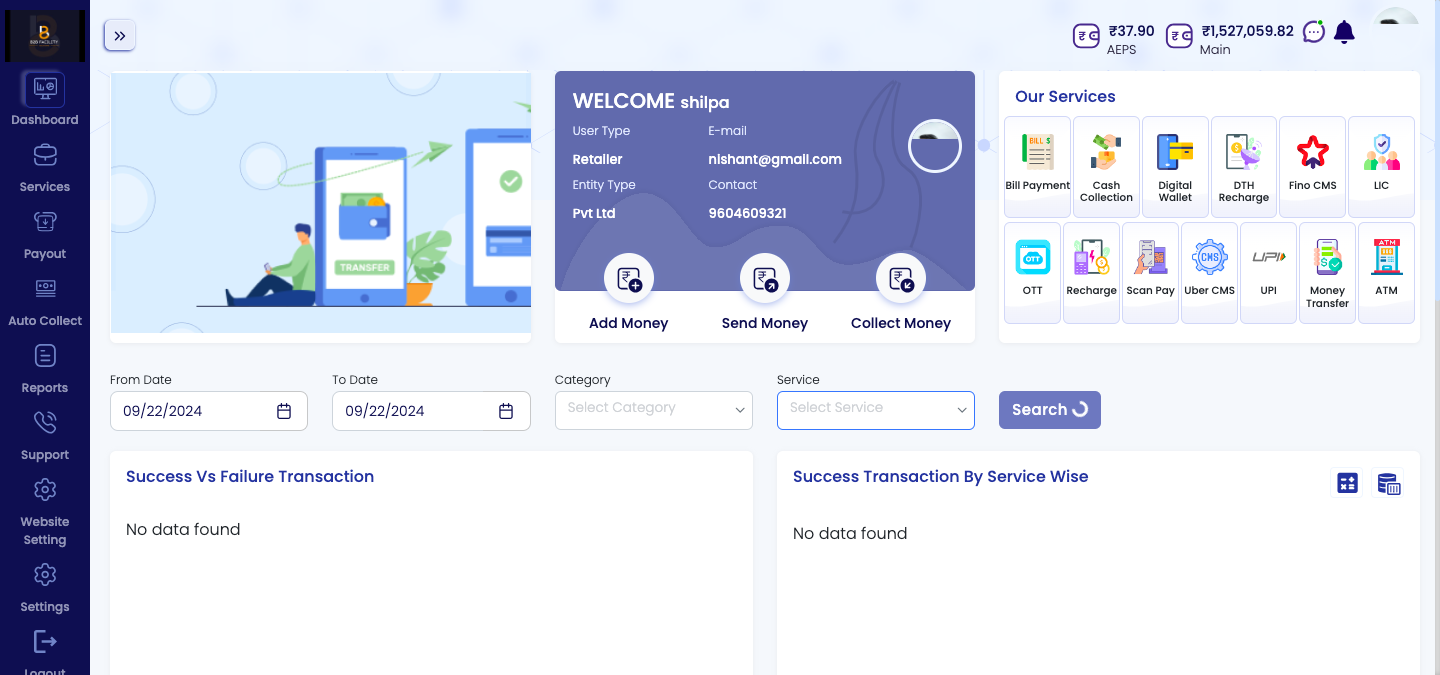 B2B FACILITY
₹37.90
AEPS
₹1,527,059.82
Main
Dashboard
Services
Payout
Auto Collect
Reports
Support
Website
Setting
Settings
Logout
TRANSFER
WELCOME shilpa
User Type
E-mail
Retailer
nishant@gmail.com
Entity Type
Contact
Pvt Ltd
9604609321
Add Money
Send Money
Collect Money
Our Services
BILL $
Bill Payment
Cash
Collection
Digital
Wallet
DTH
Recharge
Fino CMS
LIC
OTT
OTT
Recharge
Scan Pay
CMS
Uber CMS
UPI
UPI
Money
Transfer
ATM
ATM
From Date
09/22/2024
To Date
09/22/2024
Category
Select Category
Service
Select Service
Search
Success Vs Failure Transaction
No data found
Success Transaction By Service Wise
No data found